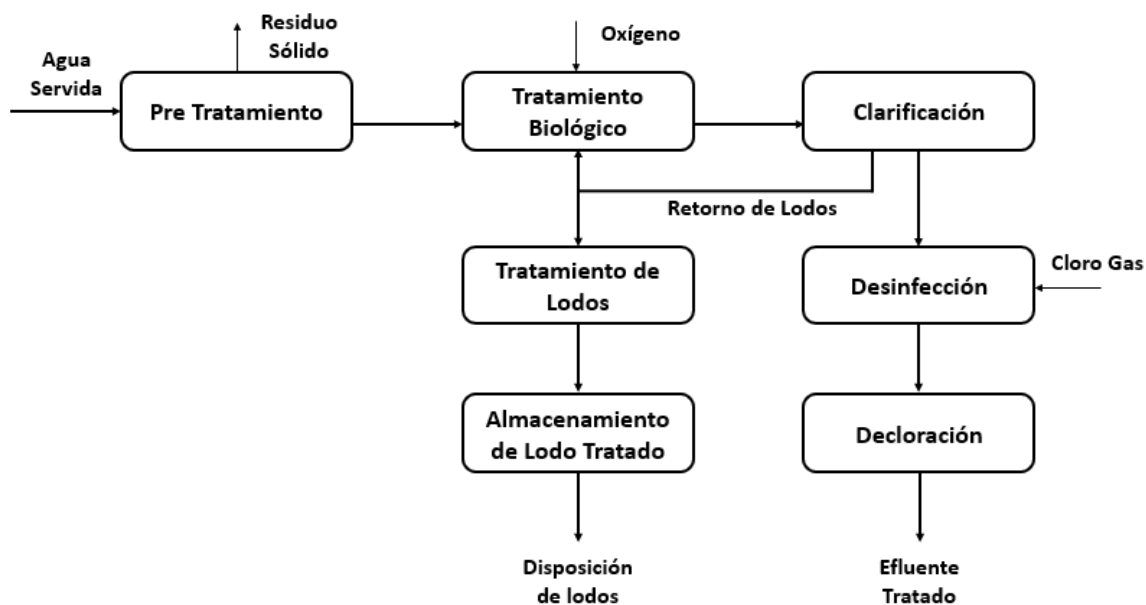 Residuo
Sólido
Oxígeno
Agua
Servida
Pre Tratamiento
Tratamiento
Biológico
Clarificación
Retorno de Lodos
Tratamiento de
Lodos
Desinfección
Cloro Gas
Almacenamiento
de Lodo Tratado
Decloración
Disposición
de lodos
Efluente
Tratado